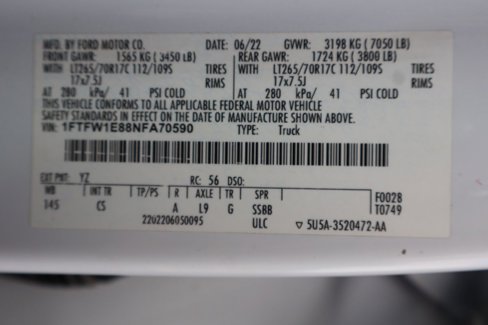 MFD. BY FORD MOTOR CO. DATE: 06/22 GVWR: 3198 KG (7050 LB)
FRONT GAWR: 1565 KG (3450 LB) REAR GAWR: 1724 KG (3800 LB)
WITH LT265/70R17C 112/109S TIRES WITH LT265/70R17C 112/109S TIRES
17x7.5J RIMS 17x7.5J RIMS
AT 280 kPa/ 41 PSI COLD AT 280 kPa/ 41 PSI COLD
THIS VEHICLE CONFORMS TO ALL APPLICABLE FEDERAL MOTOR VEHICLE
SAFETY STANDARDS IN EFFECT ON THE DATE OF MANUFACTURE SHOWN ABOVE.
VIN: 1FTFW1E88NFA70590 TYPE: Truck
EXT PNT: YZ RC: 56 DSO:
WB INT TR TP/PS R AXLE TR SPR
145 CS A L9 G SSBB
F0028
T0749
2202206050095 ULC ▽ 5U5A-3520472-AA